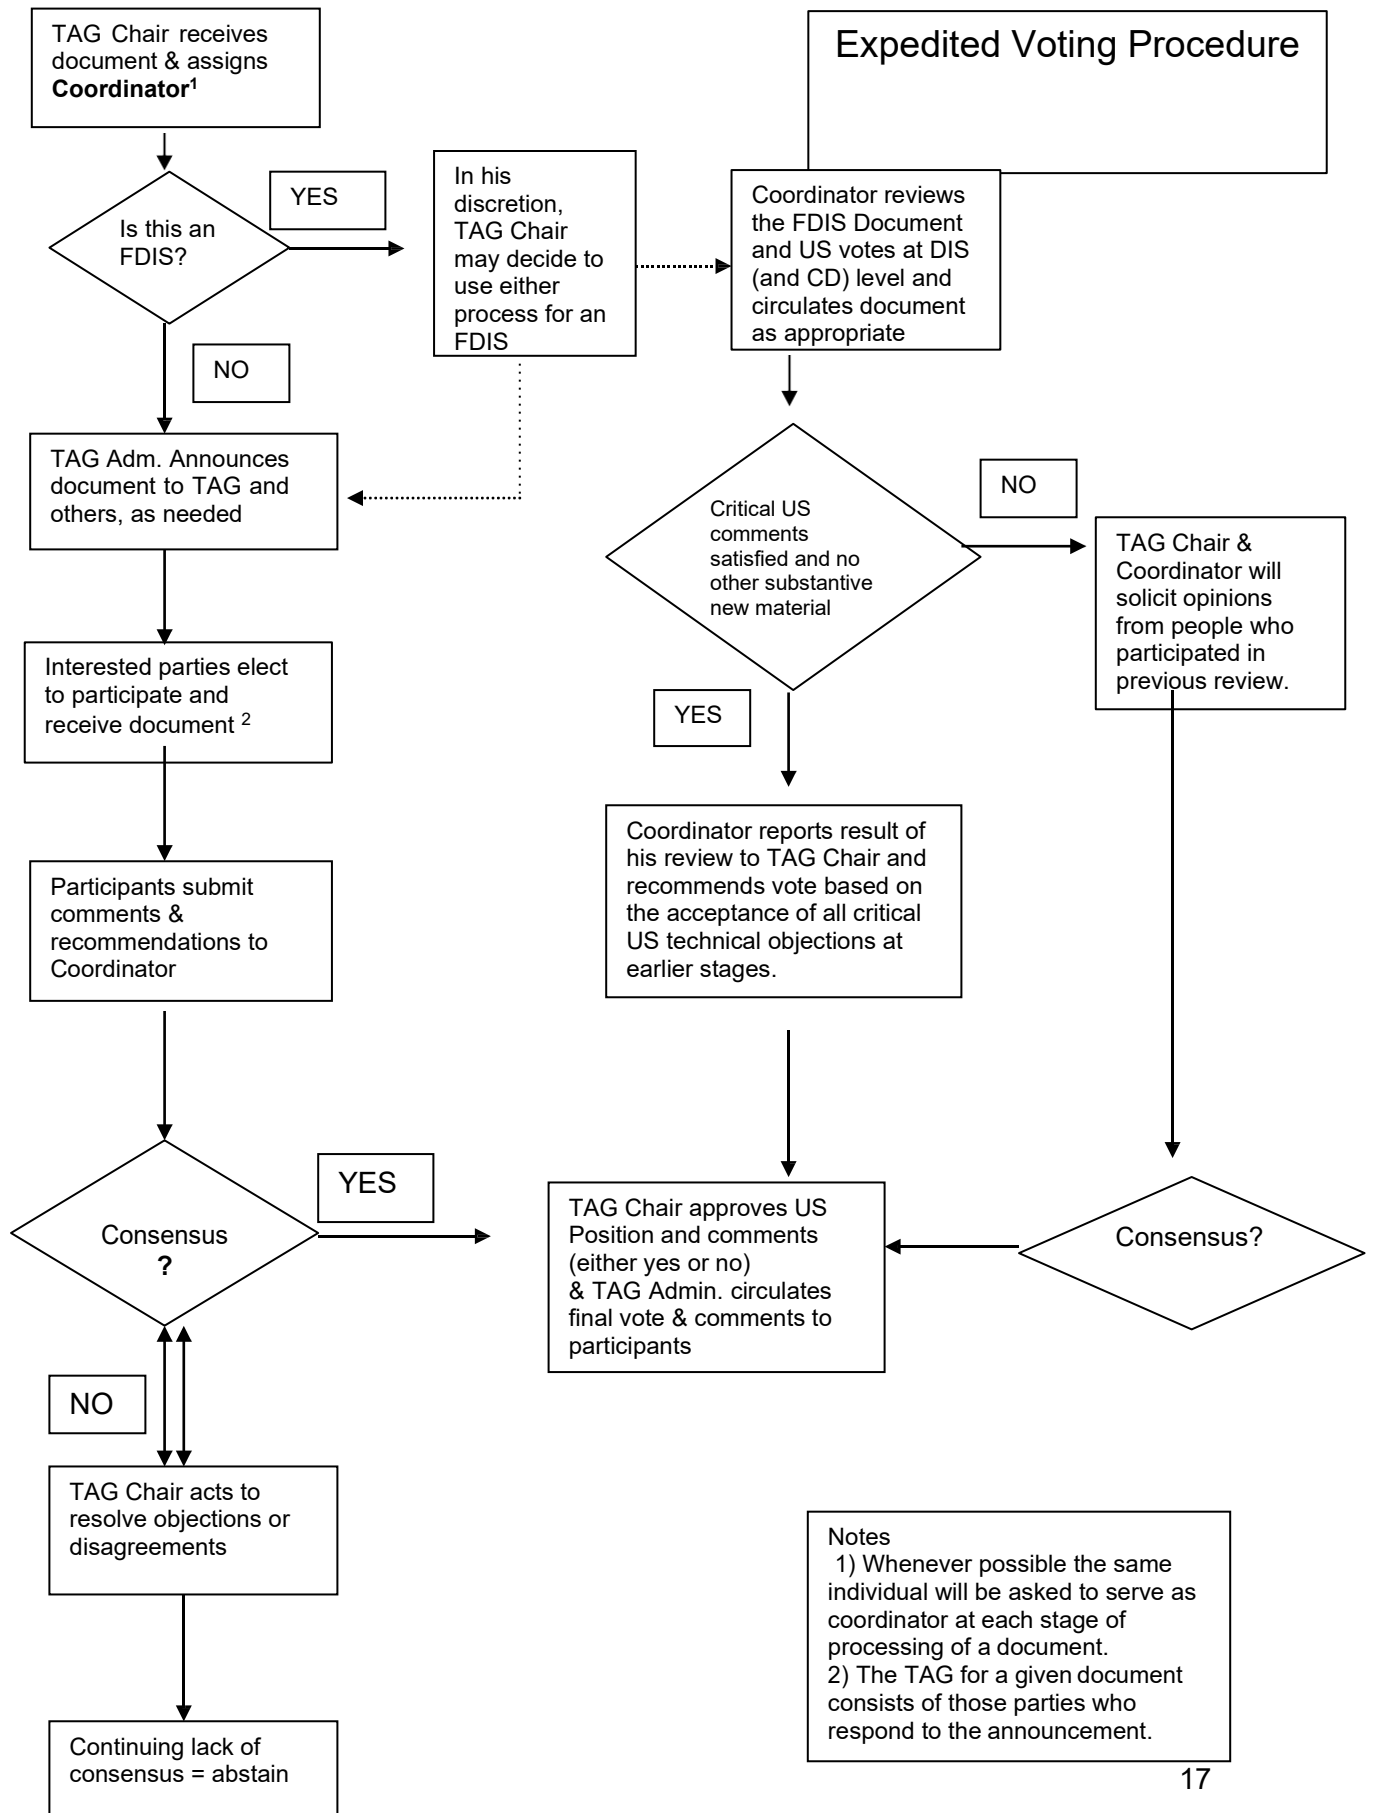 TAG Chair receives
document & assigns
Coordinator1
Expedited Voting Procedure
Is this an
FDIS?
YES
In his
discretion,
TAG Chair
may decide to
use either
process for an
FDIS
Coordinator reviews
the FDIS Document
and US votes at DIS
(and CD) level and
circulates document
as appropriate
NO
TAG Adm. Announces
document to TAG and
others, as needed
Critical US
comments
satisfied and no
other substantive
new material
NO
TAG Chair &
Coordinator will
solicit opinions
from people who
participated in
previous review.
Interested parties elect
to participate and
receive document 2
YES
Participants submit
comments &
recommendations to
Coordinator
Coordinator reports result of
his review to TAG Chair and
recommends vote based on
the acceptance of all critical
US technical objections at
earlier stages.
Consensus
?
YES
TAG Chair approves US
Position and comments
(either yes or no)
& TAG Admin. circulates
final vote & comments to
participants
Consensus?
NO
TAG Chair acts to
resolve objections or
disagreements
Continuing lack of
consensus = abstain
Notes
1) Whenever possible the same
individual will be asked to serve as
coordinator at each stage of
processing of a document.
2) The TAG for a given document
consists of those parties who
respond to the announcement.
17